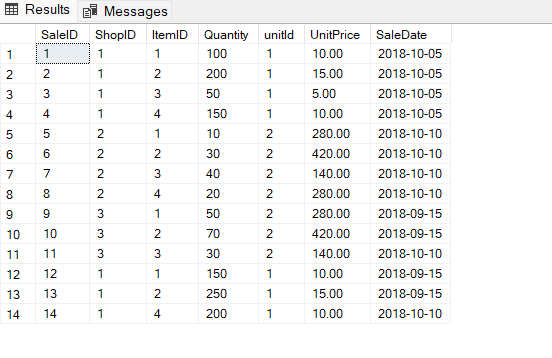 Results Messages
SaleID ShopID ItemID Quantity unitId UnitPrice SaleDate
1 1 1 1 100 1 10.00 2018-10-05
2 2 1 2 200 1 15.00 2018-10-05
3 3 1 3 50 1 5.00 2018-10-05
4 4 1 4 150 1 10.00 2018-10-05
5 5 2 1 10 2 280.00 2018-10-10
6 6 2 2 30 2 420.00 2018-10-10
7 7 2 3 40 2 140.00 2018-10-10
8 8 2 4 20 2 280.00 2018-10-10
9 9 3 1 50 2 280.00 2018-09-15
10 10 3 2 70 2 420.00 2018-09-15
11 11 3 3 30 2 140.00 2018-10-10
12 12 1 1 150 1 10.00 2018-09-15
13 13 1 2 250 1 15.00 2018-09-15
14 14 1 4 200 1 10.00 2018-10-10